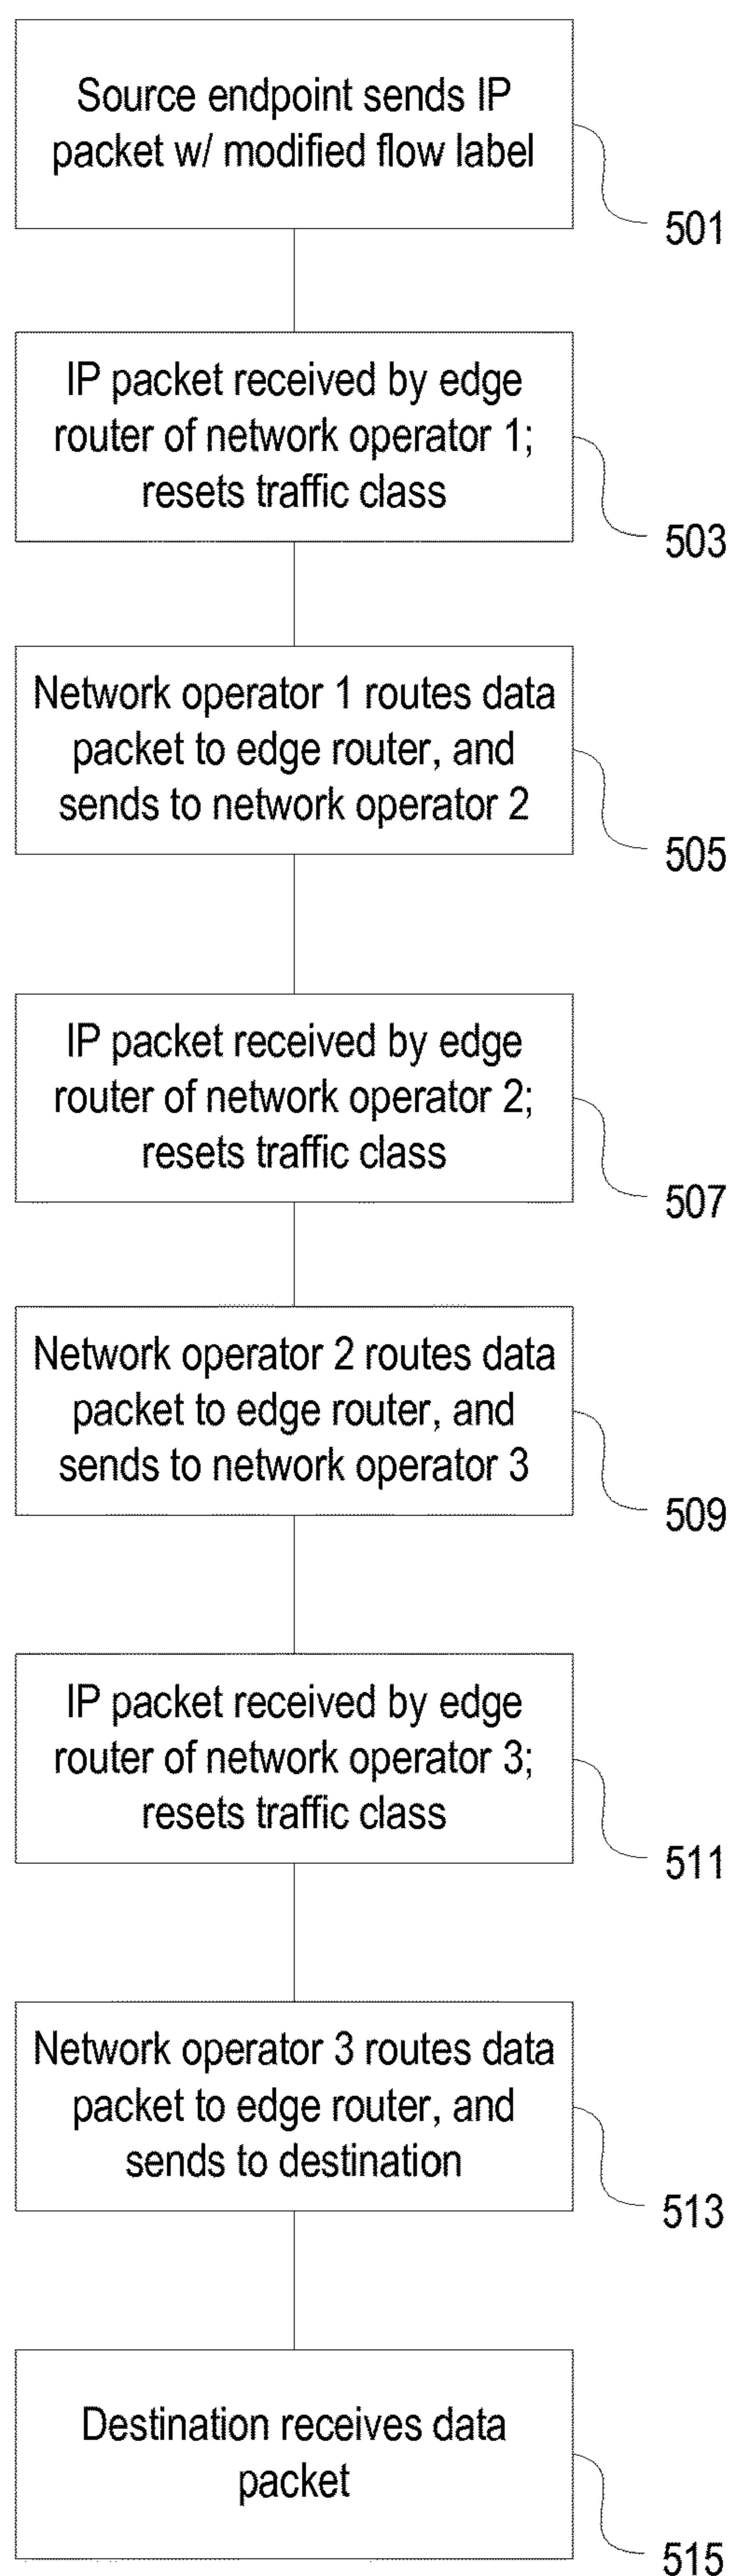 Source endpoint sends IP
packet w/ modified flow label
501
IP packet received by edge
router of network operator 1;
resets traffic class
503
Network operator 1 routes data
packet to edge router, and
sends to network operator 2
505
IP packet received by edge
router of network operator 2;
resets traffic class
507
Network operator 2 routes data
packet to edge router, and
sends to network operator 3
509
IP packet received by edge
router of network operator 3;
resets traffic class
511
Network operator 3 routes data
packet to edge router, and
sends to destination
513
Destination receives data
packet
515